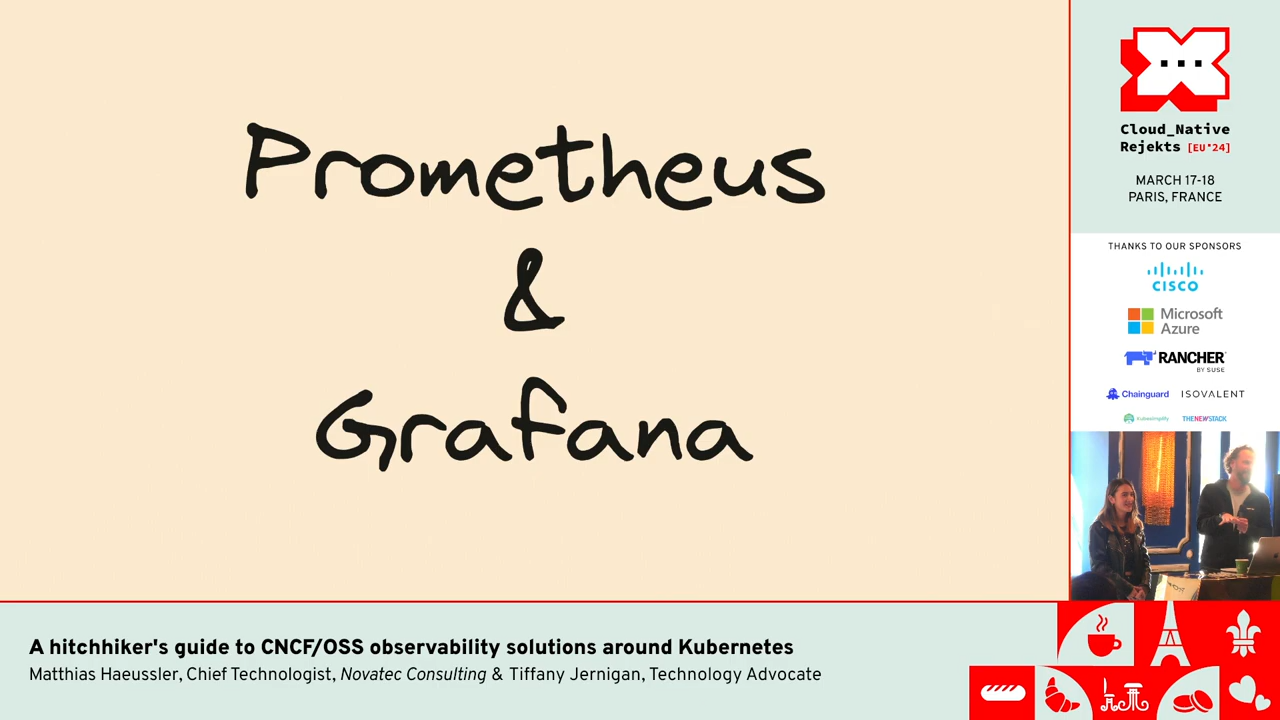 Prometheus
&
Grafana
Cloud_Native
Rejekts [EU'24]
MARCH 17-18
PARIS, FRANCE
THANKS TO OUR SPONSORS
CISCO
Microsoft
Azure
RANCHER
BY SUSE
Chainguard ISOVALENT
Kubesimplify THENEWSTACK
A hitchhiker's guide to CNCF/OSS observability solutions around Kubernetes
Matthias Haeussler, Chief Technologist, Novatec Consulting & Tiffany Jernigan, Technology Advocate